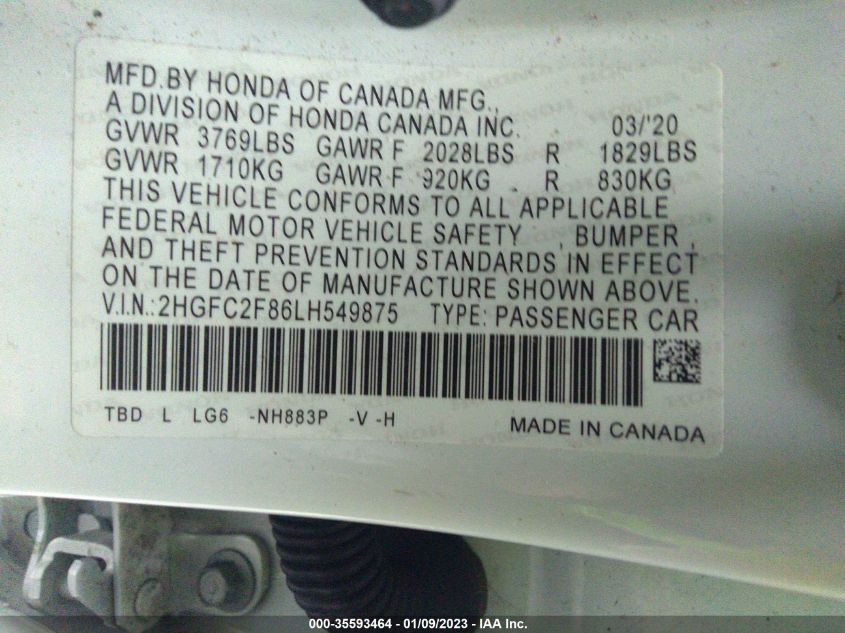 MFD.BY HONDA OF CANADA MFG.,
A DIVISION OF HONDA CANADA INC. 03/'20
GVWR 3769LBS GAWR F 2028LBS R 1829LBS
GVWR 1710KG GAWR F 920KG R 830KG
THIS VEHICLE CONFORMS TO ALL APPLICABLE
FEDERAL MOTOR VEHICLE SAFETY , BUMPER ,
AND THEFT PREVENTION STANDARDS IN EFFECT
ON THE DATE OF MANUFACTURE SHOWN ABOVE.
V.I.N.:2HGFC2F86LH549875 TYPE: PASSENGER CAR
TBD L LG6 -NH883P -V -H MADE IN CANADA
000-35593464 - 01/09/2023 - IAA Inc.